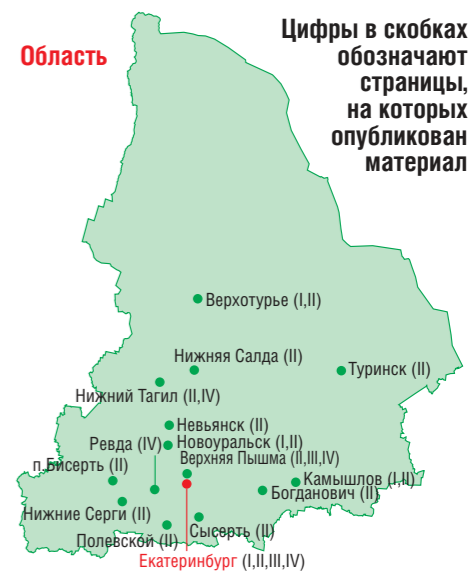 Область
Цифры в скобках
обозначают
страницы,
на которых
опубликован
материал
Верхотурье (I,II)
Нижняя Салда (II)
Туринск (II)
Нижний Тагил (II,IV)
Невьянск (II)
Ревда (IV)
Новоуральск (I,II)
Верхняя Пышма (II,III,IV)
п.Бисерть (II)
Камышлов (I,II)
Богданович (II)
Нижние Серги (II)
Сысерть (II)
Полевской (II)
Екатеринбург (I,II,III,IV)